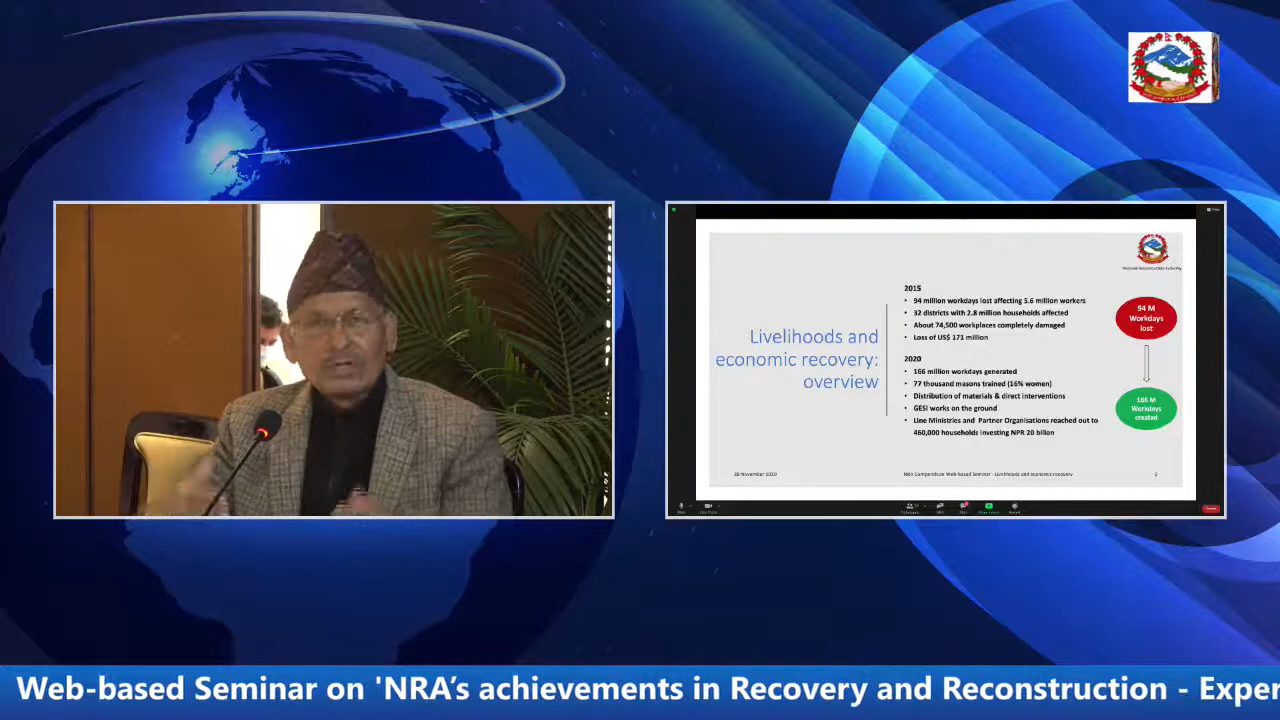 National Reconstruction Authority
2015
• 94 million workdays lost affecting 5.6 million workers
• 32 districts with 2.8 million households affected
• About 74,500 workplaces completely damaged
• Loss of US$ 171 million
94 M
Workdays
lost
Livelihoods and
economic recovery:
overview
2020
• 166 million workdays generated
• 77 thousand masons trained (16% women)
• Distribution of materials & direct interventions
• GESI works on the ground
• Line Ministries and Partner Organisations reached out to
460,000 households investing NPR 20 billon
166 M
Workdays
created
28 November 2020
NRA Compendium Web-based Seminar - Livelihoods and economic recovery
2
Web-based Seminar on 'NRA’s achievements in Recovery and Reconstruction - Exper